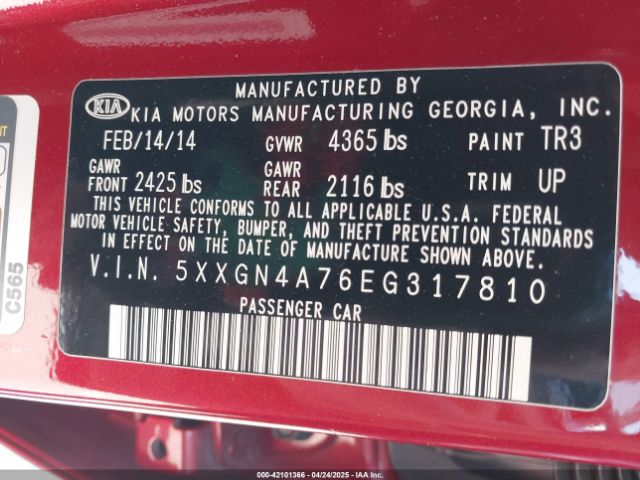 MANUFACTURED BY
KIA KIA MOTORS MANUFACTURING GEORGIA, INC.
FEB/14/14 GVWR 4365 lbs PAINT TR3
GAWR FRONT 2425 lbs GAWR REAR 2116 lbs TRIM UP
THIS VEHICLE CONFORMS TO ALL APPLICABLE U.S.A. FEDERAL
MOTOR VEHICLE SAFETY, BUMPER, AND THEFT PREVENTION STANDARDS
IN EFFECT ON THE DATE OF MANUFACTURE SHOWN ABOVE.
V.I.N. 5XXGN4A76EG317810
PASSENGER CAR
C565
000-42101366 - 04/24/2025 - IAAI.COM